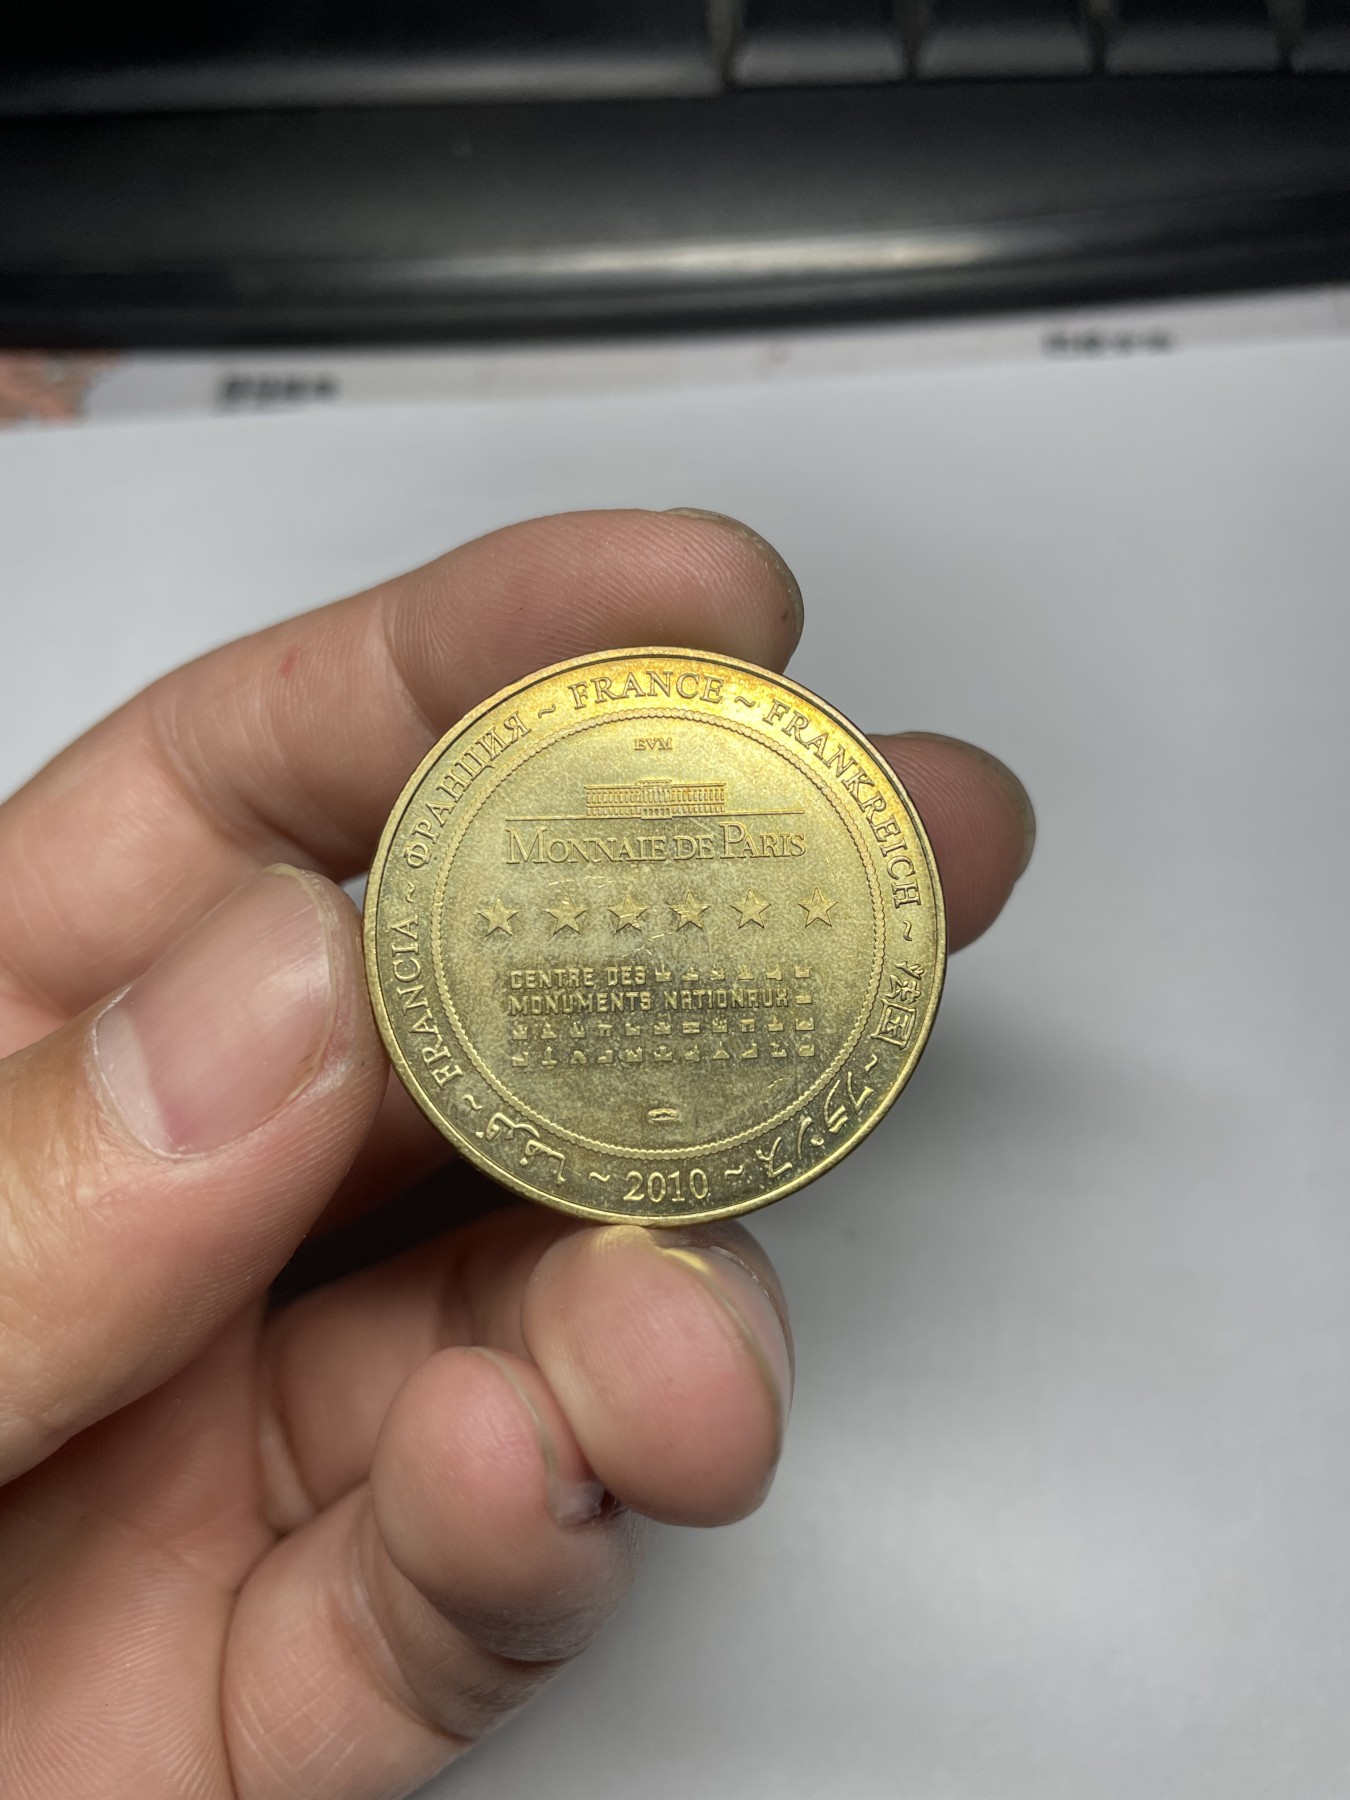 ~ FRANCE ~ FRANKREICH ~ 法国 ~ フランス ~ 2010 ~ فرنسا ~ FRANCIA ~ ФРАНЦИЯ
EVM
MONNAIE DE PARIS
CENTRE DES
MONUMENTS NATIONAUX